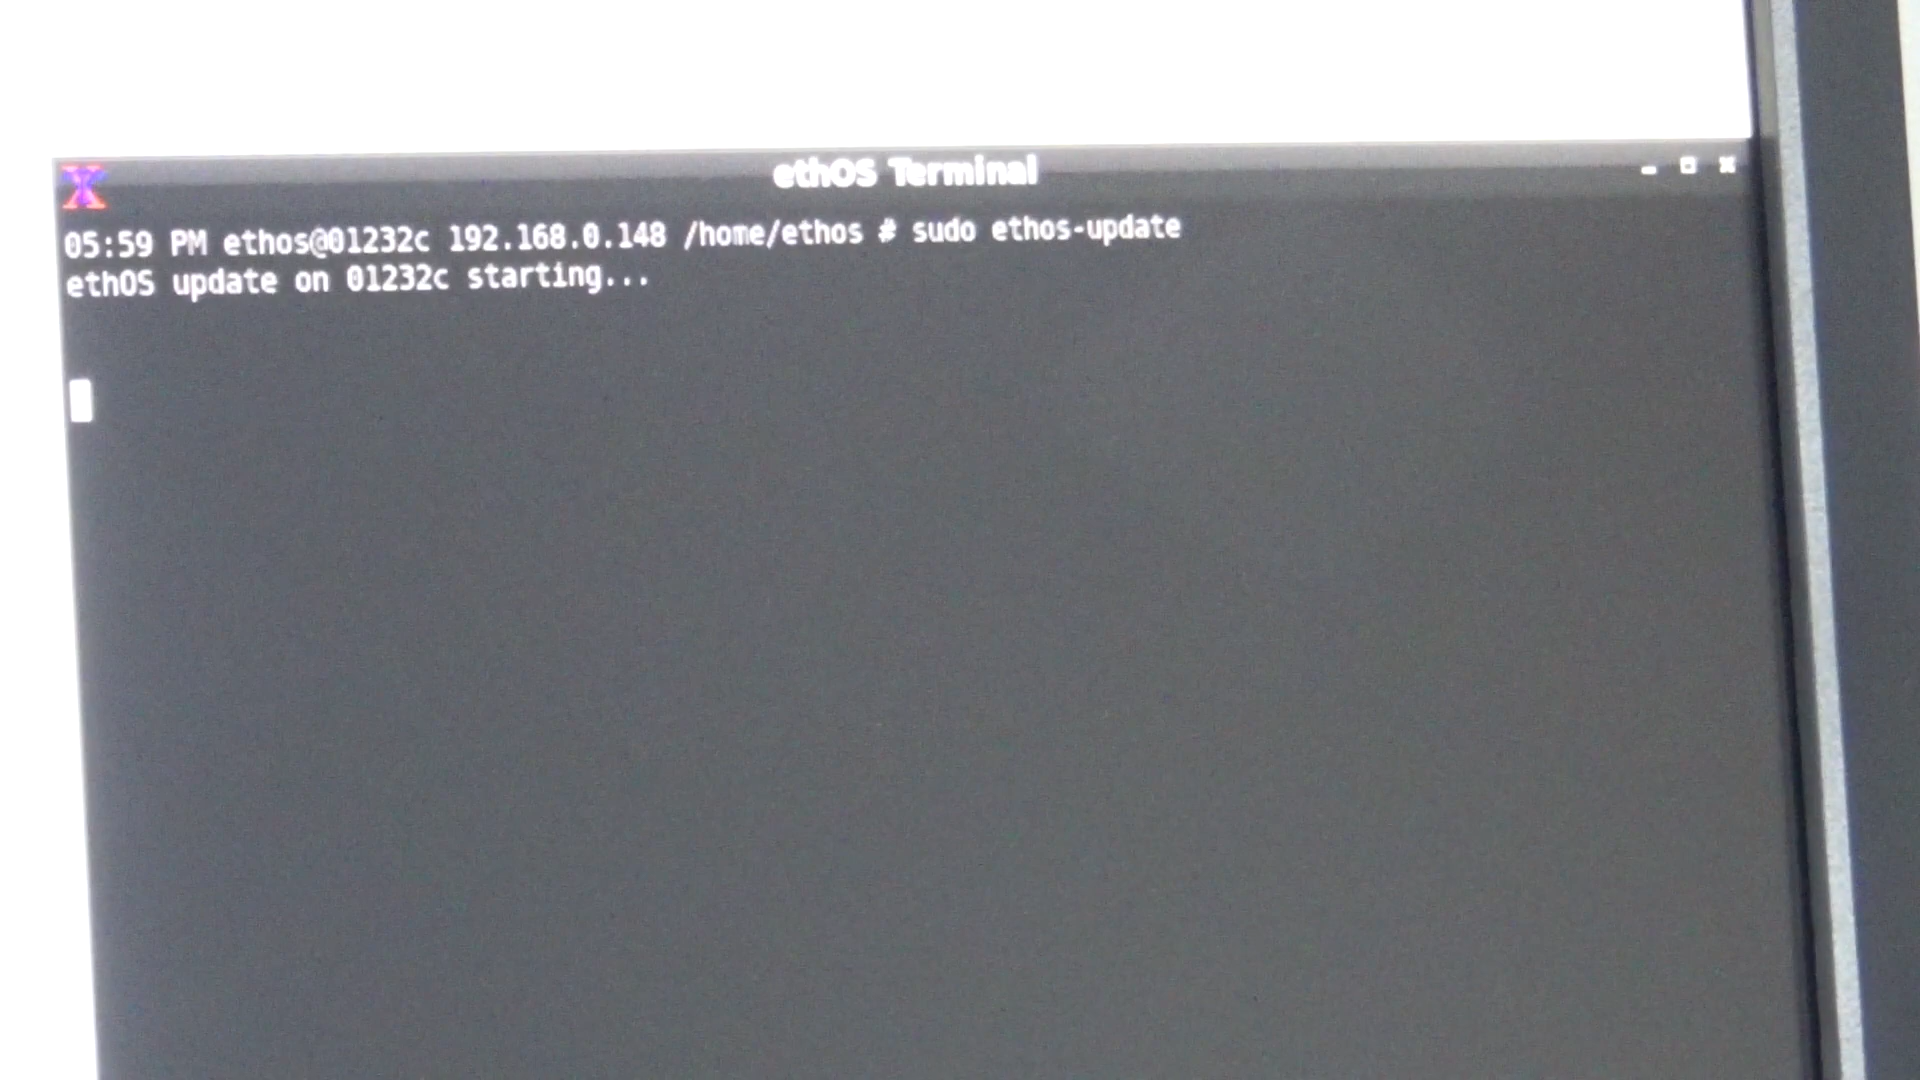 ethOS Terminal
05:59 PM ethos@01232c 192.168.0.148 /home/ethos # sudo ethos-update
ethOS update on 01232c starting...